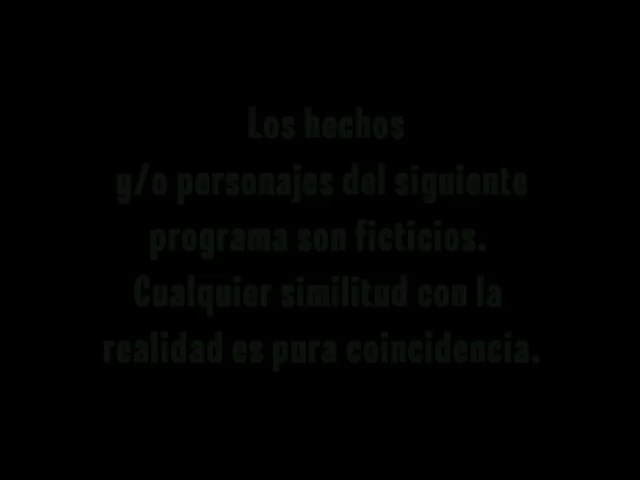 Los hechos
y/o personajes del siguiente
programa son ficticios.
Cualquier similitud con la
realidad es pura coincidencia.